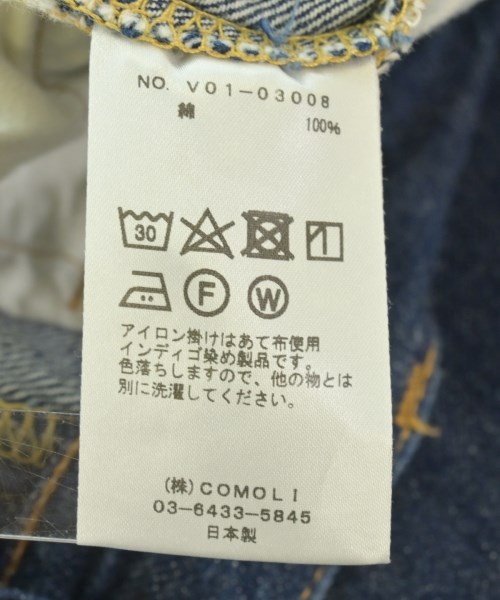 NO. V01-03008
綿 100%
30
F W
アイロン掛けはあて布使用
インディゴ染め製品です。
色落ちしますので、他の物とは
別に洗濯してください。
(株)COMOLI
03-6433-5845
日本製